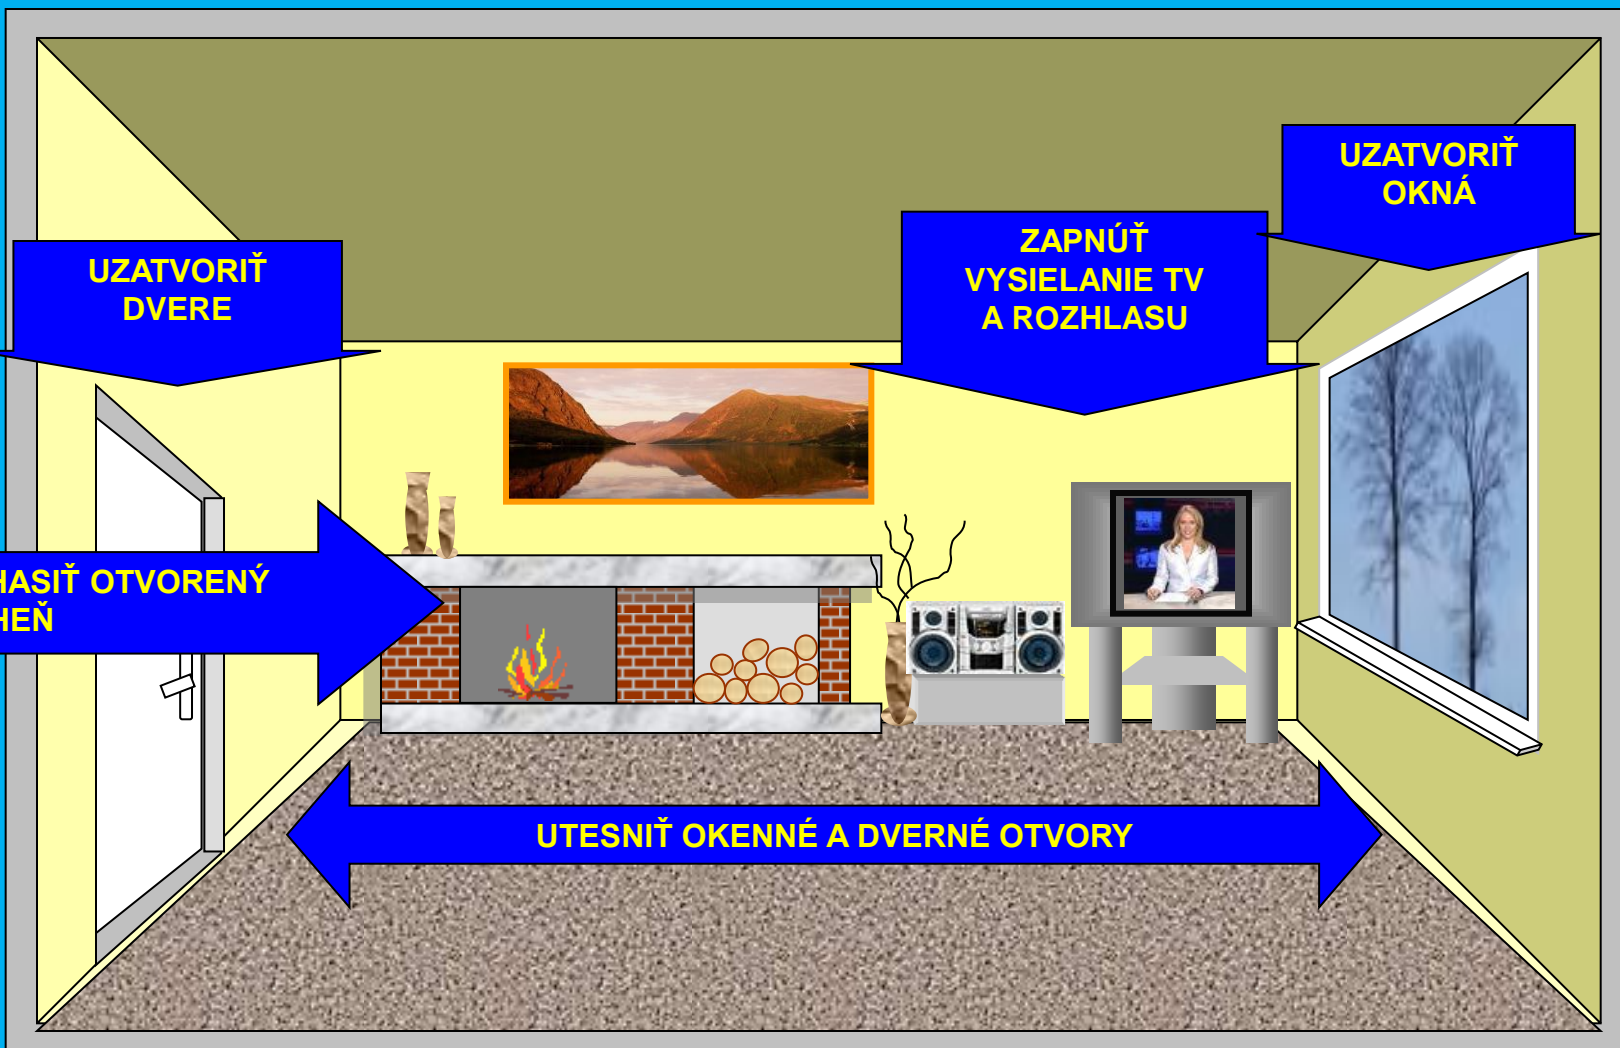 UZATVORIŤ
OKNÁ
ZAPNÚŤ
VYSIELANIE TV
A ROZHLASU
UZATVORIŤ
DVERE
HASIŤ OTVORENÝ
HEŇ
UTESNIŤ OKENNÉ A DVERNÉ OTVORY